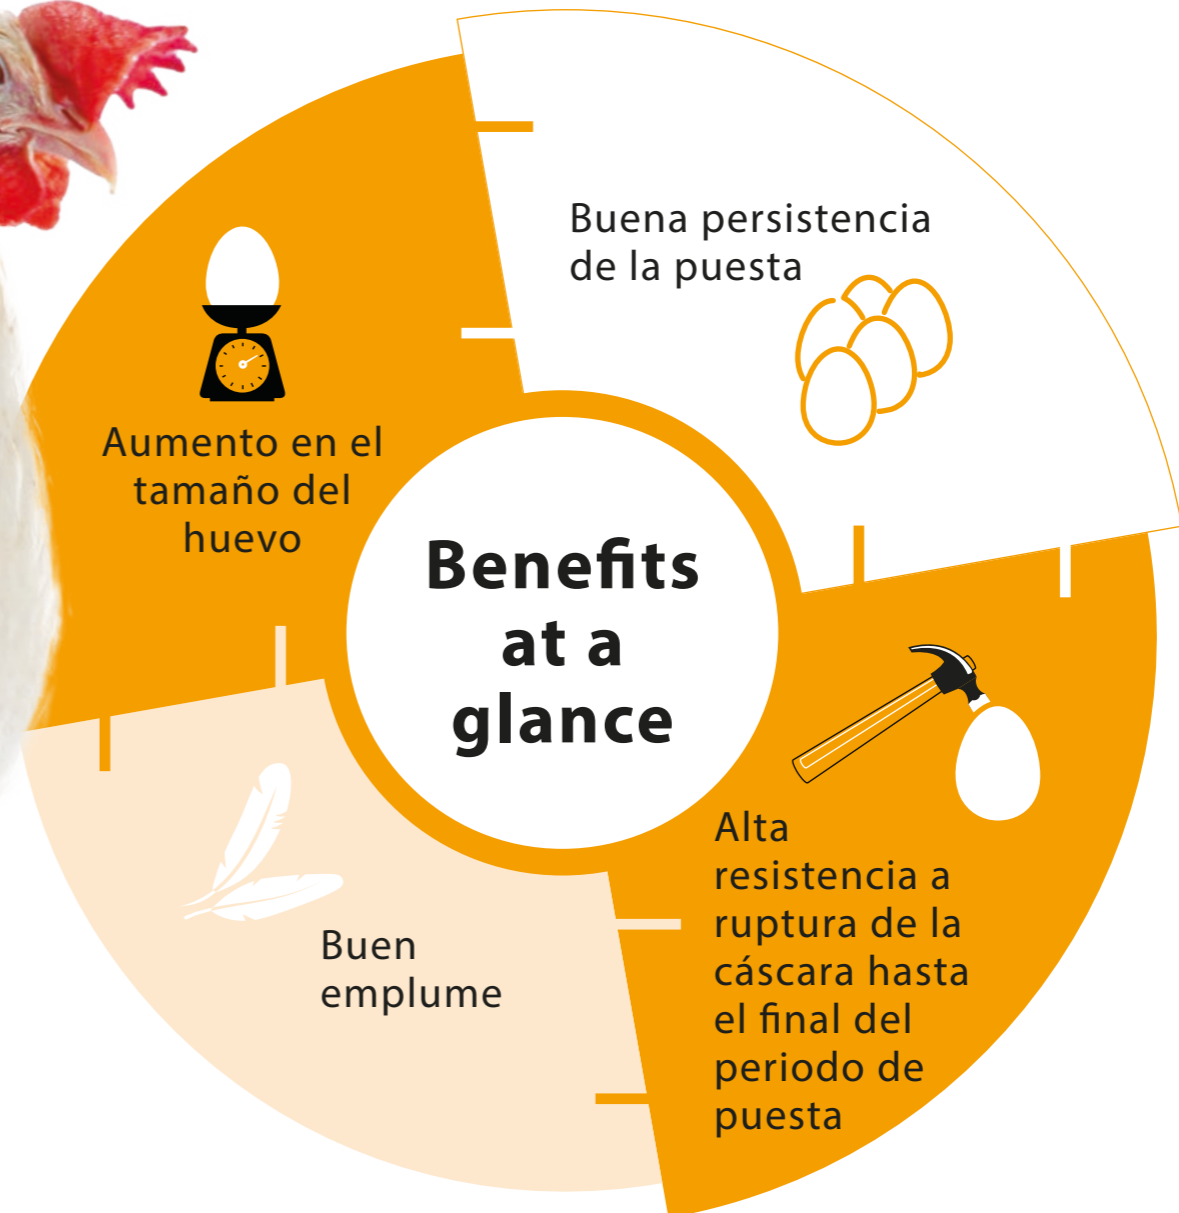 Buena persistencia
de la puesta
Aumento en el
tamaño del
huevo
Benefits
at a
glance
Alta
resistencia a
ruptura de la
cáscara hasta
el final del
periodo de
puesta
Buen
emplume